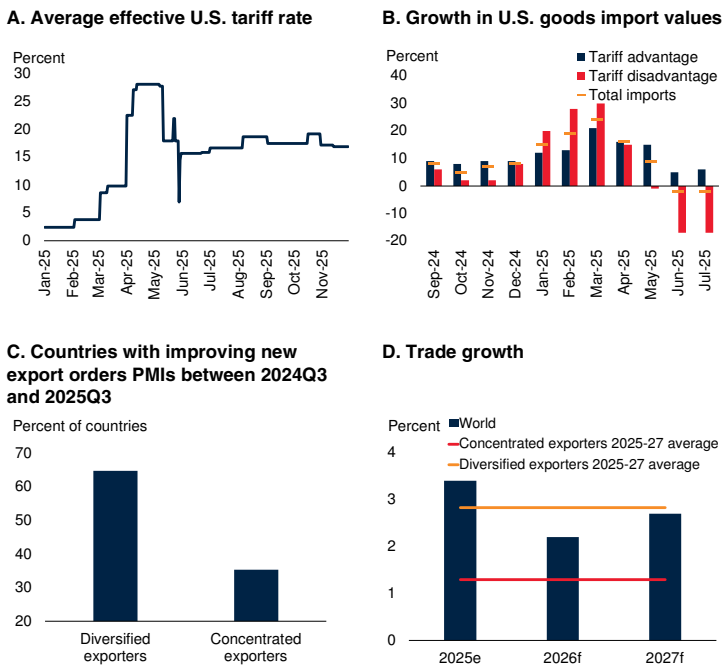 A. Average effective U.S. tariff rate
Percent
30
25
20
15
10
5
0
Jan-25
Feb-25
Mar-25
Apr-25
May-25
Jun-25
Jul-25
Aug-25
Sep-25
Oct-25
Nov-25
B. Growth in U.S. goods import values
Percent
Tariff advantage
Tariff disadvantage
Total imports
40
30
20
10
0
-10
-20
Sep-24
Oct-24
Nov-24
Dec-24
Jan-25
Feb-25
Mar-25
Apr-25
May-25
Jun-25
Jul-25
C. Countries with improving new
export orders PMIs between 2024Q3
and 2025Q3
Percent of countries
70
60
50
40
30
20
Diversified
exporters
Concentrated
exporters
D. Trade growth
Percent
World
Concentrated exporters 2025-27 average
Diversified exporters 2025-27 average
4
3
2
1
0
2025e
2026f
2027f